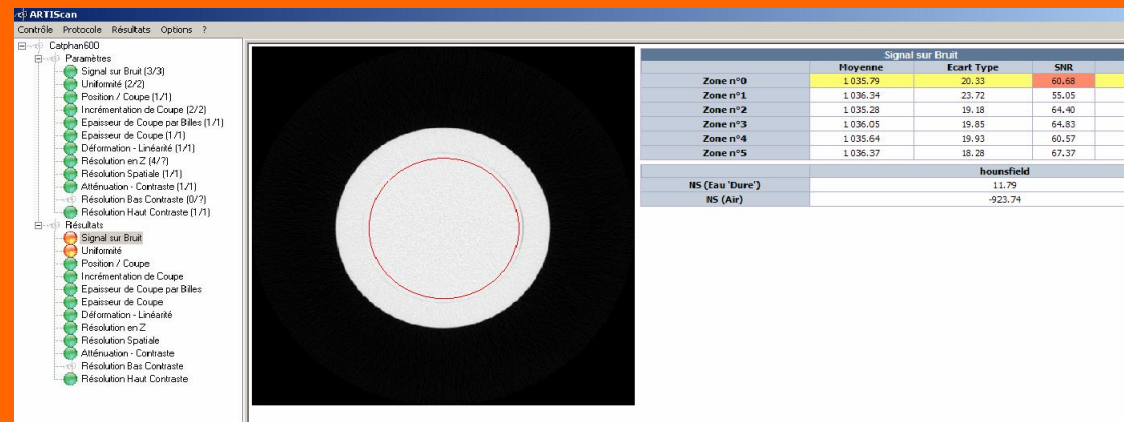 ARTIScan
Contrôle Protocole Résultats Options ?
Catphan600
Paramètres
Signal sur Bruit (3/3)
Uniformité (2/2)
Position / Coupe (1/1)
Incrémentation de Coupe (2/2)
Epaisseur de Coupe par Billes (1/1)
Epaisseur de Coupe (1/1)
Déformation - Linéarité (1/1)
Résolution en Z (4/?)
Résolution Spatiale (1/1)
Atténuation - Contraste (1/1)
Résolution Bas Contraste (0/?)
Résolution Haut Contraste (1/1)
Résultats
Signal sur Bruit
Uniformité
Position / Coupe
Incrémentation de Coupe
Epaisseur de Coupe par Billes
Epaisseur de Coupe
Déformation - Linéarité
Résolution en Z
Résolution Spatiale
Atténuation - Contraste
Résolution Bas Contraste
Résolution Haut Contraste
Signal sur Bruit
Moyenne Ecart Type SNR
Zone n°0 1 035.79 20.33 60.68
Zone n°1 1 036.34 23.72 55.05
Zone n°2 1 035.28 19.18 64.40
Zone n°3 1 036.05 19.85 64.83
Zone n°4 1 035.64 19.93 60.57
Zone n°5 1 036.37 18.28 67.37
hounsfield
NS (Eau 'Dure') 11.79
NS (Air) -923.74